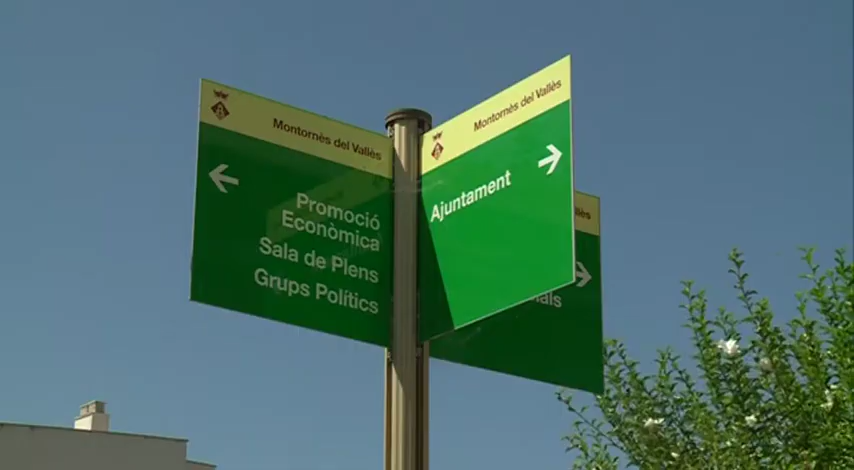 Montornès del Vallès
Promoció
Econòmica
Sala de Plens
Grups Polítics
Montornès del Vallès
Ajuntament